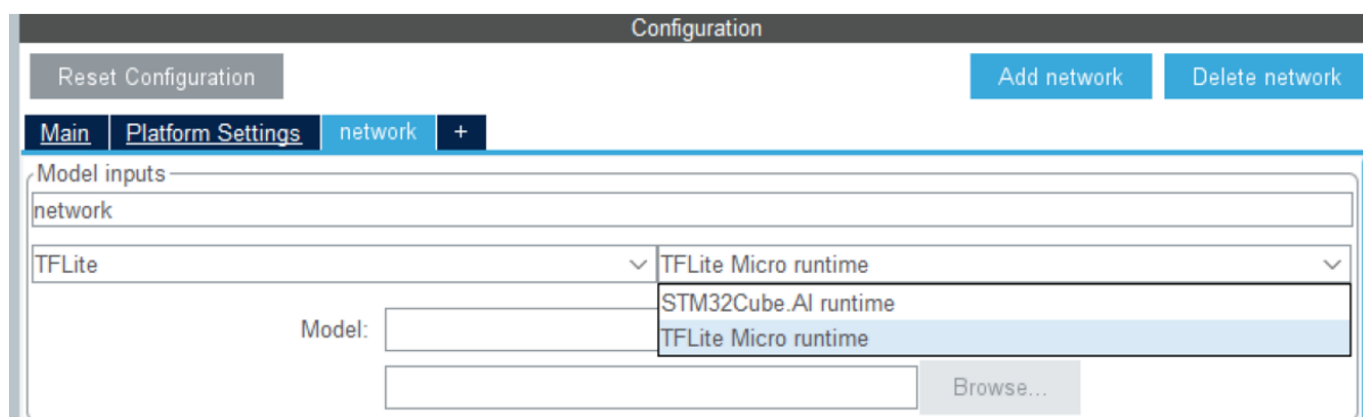 Configuration
Reset Configuration Add network Delete network
Main Platform Settings network +
Model inputs
network
TFLite TFLite Micro runtime
STM32Cube.AI runtime
Model: TFLite Micro runtime
Browse...